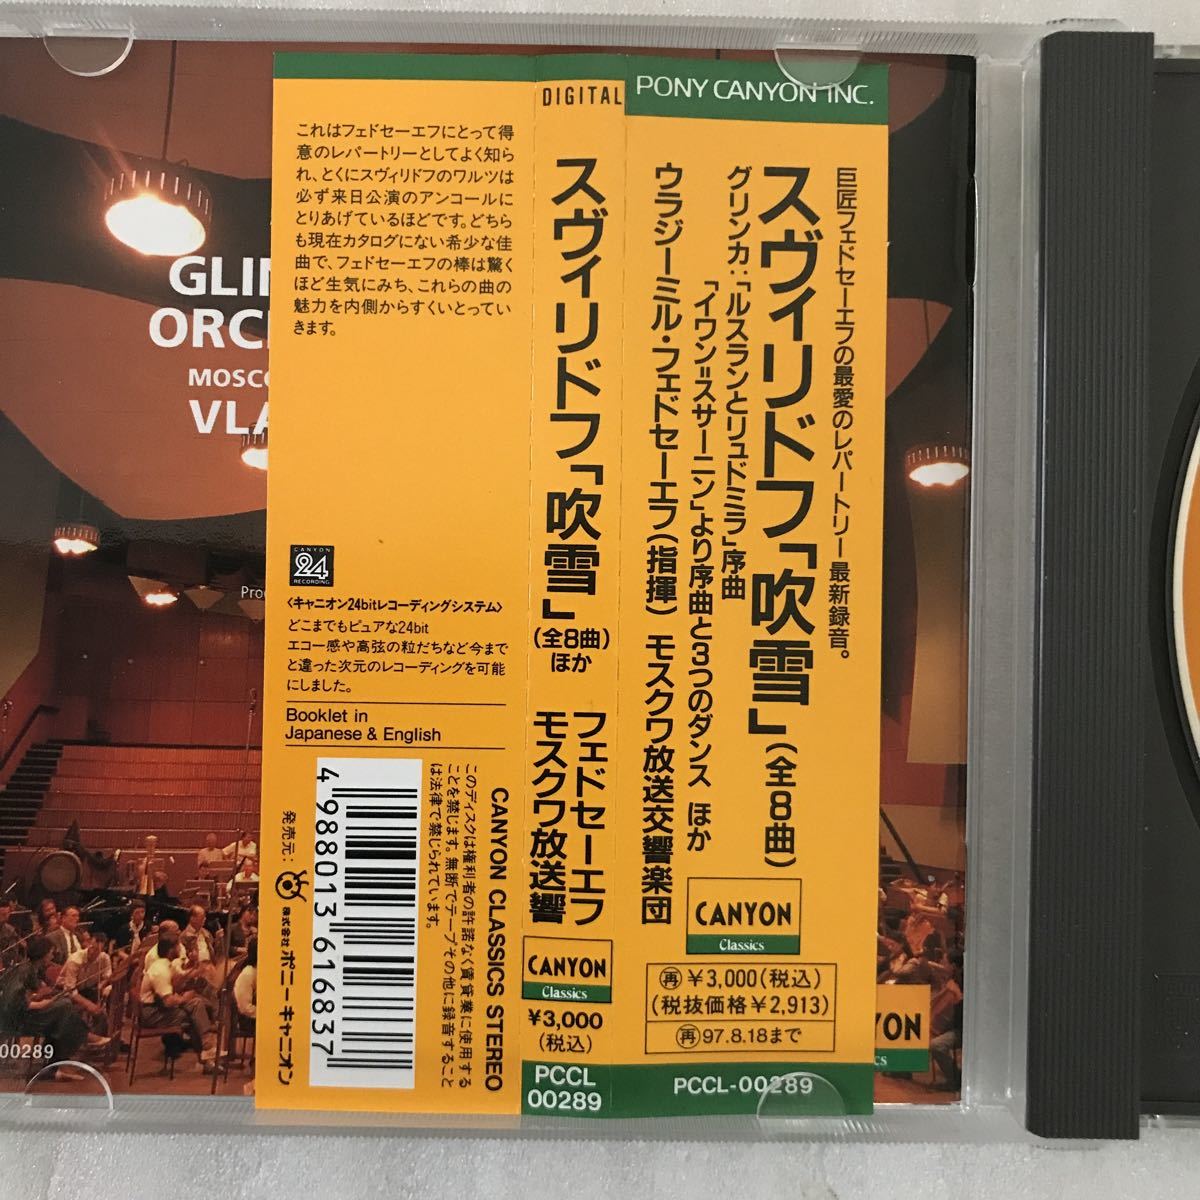 GLIN
ORC
MOSC
VLA
Pro
00289
これはフェドセーエフにとって得
意のレパートリーとしてよく知ら
れ、とくにスヴィリドフのワルツは
必ず来日公演のアンコールに
とりあげているほどです。どちら
も現在カタログにない希少な佳
曲で、フェドセーエフの棒は驚く
ほど生気にみち、これらの曲の
魅力を内側からすくいとってい
きます。
CANYON
24
RECORDING
〈キャニオン24bitレコーディングシステム〉
どこまでもピュアな24bit
エコー感や高弦の粒だちなど今まで
と違った次元のレコーディングを可能
にしました。
Booklet in
Japanese & English
CANYON CLASSICS STEREO
このディスクは権利者の許諾なく賃貸業に使用する
ことを禁じます。無断でテープその他に録音すること
は法律で禁じられています。
4 988013 616837
発売元：
株式会社ポニーキャニオン
DIGITAL
スヴィリドフ「吹雪」
(全8曲)
ほか
フェドセーエフ
モスクワ放送響
CANYON
Classics
¥3,000
(税込)
PCCL
00289
PONY CANYON INC.
巨匠フェドセーエフの最愛のレパートリー最新録音。
スヴィリドフ「吹雪」(全8曲)
グリンカ:「ルスランとリュドミラ」序曲
「イワン=スサーニン」より序曲と3つのダンス ほか
ウラジーミル・フェドセーエフ(指揮) モスクワ放送交響楽団
CANYON
Classics
再 ¥3,000(税込)
(税抜価格¥2,913)
再 97.8.18まで
PCCL-00289
YON
cs